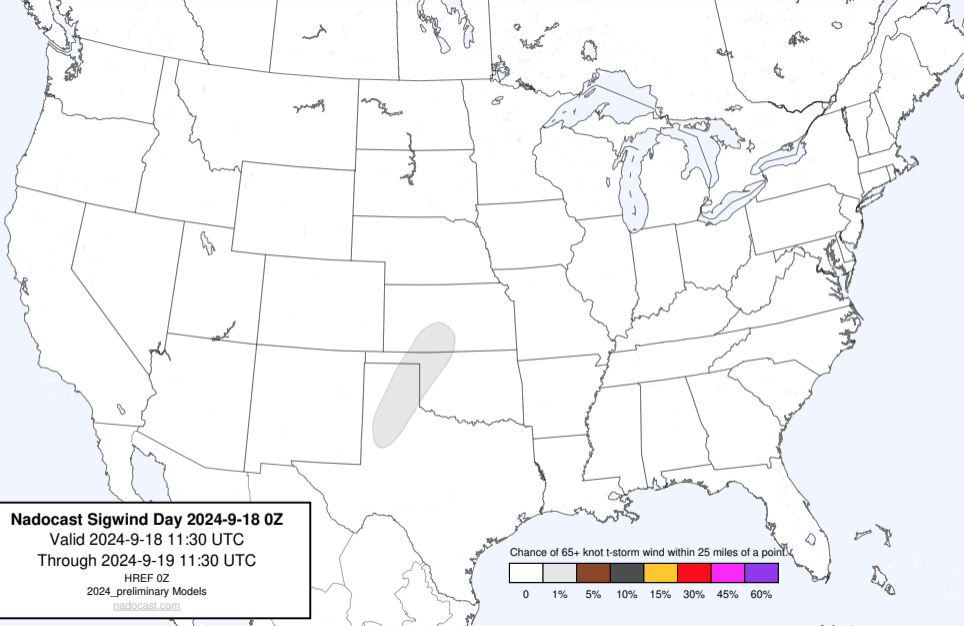 Nadocast Sigwind Day 2024-9-18 0Z
Valid 2024-9-18 11:30 UTC
Through 2024-9-19 11:30 UTC
HREF 0Z
2024_preliminary Models
nadocast.com
Chance of 65+ knot t-storm wind within 25 miles of a point.
0 1% 5% 10% 15% 30% 45% 60%